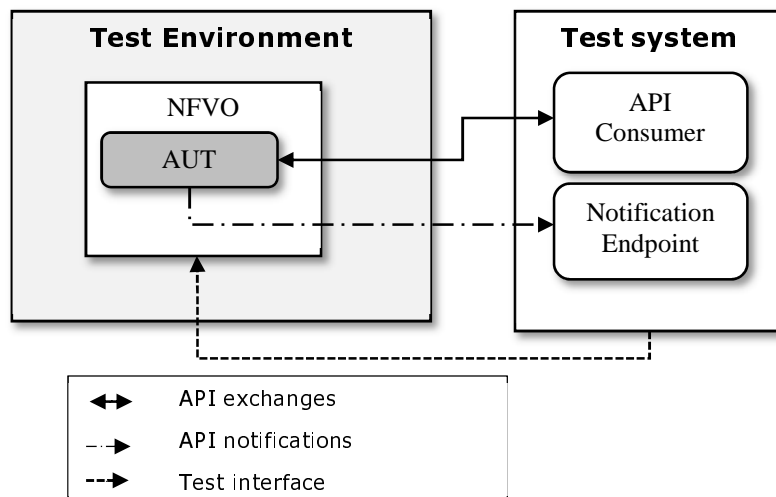 Test Environment
Test system
NFVO
AUT
API
Consumer
Notification
Endpoint
API exchanges
API notifications
Test interface